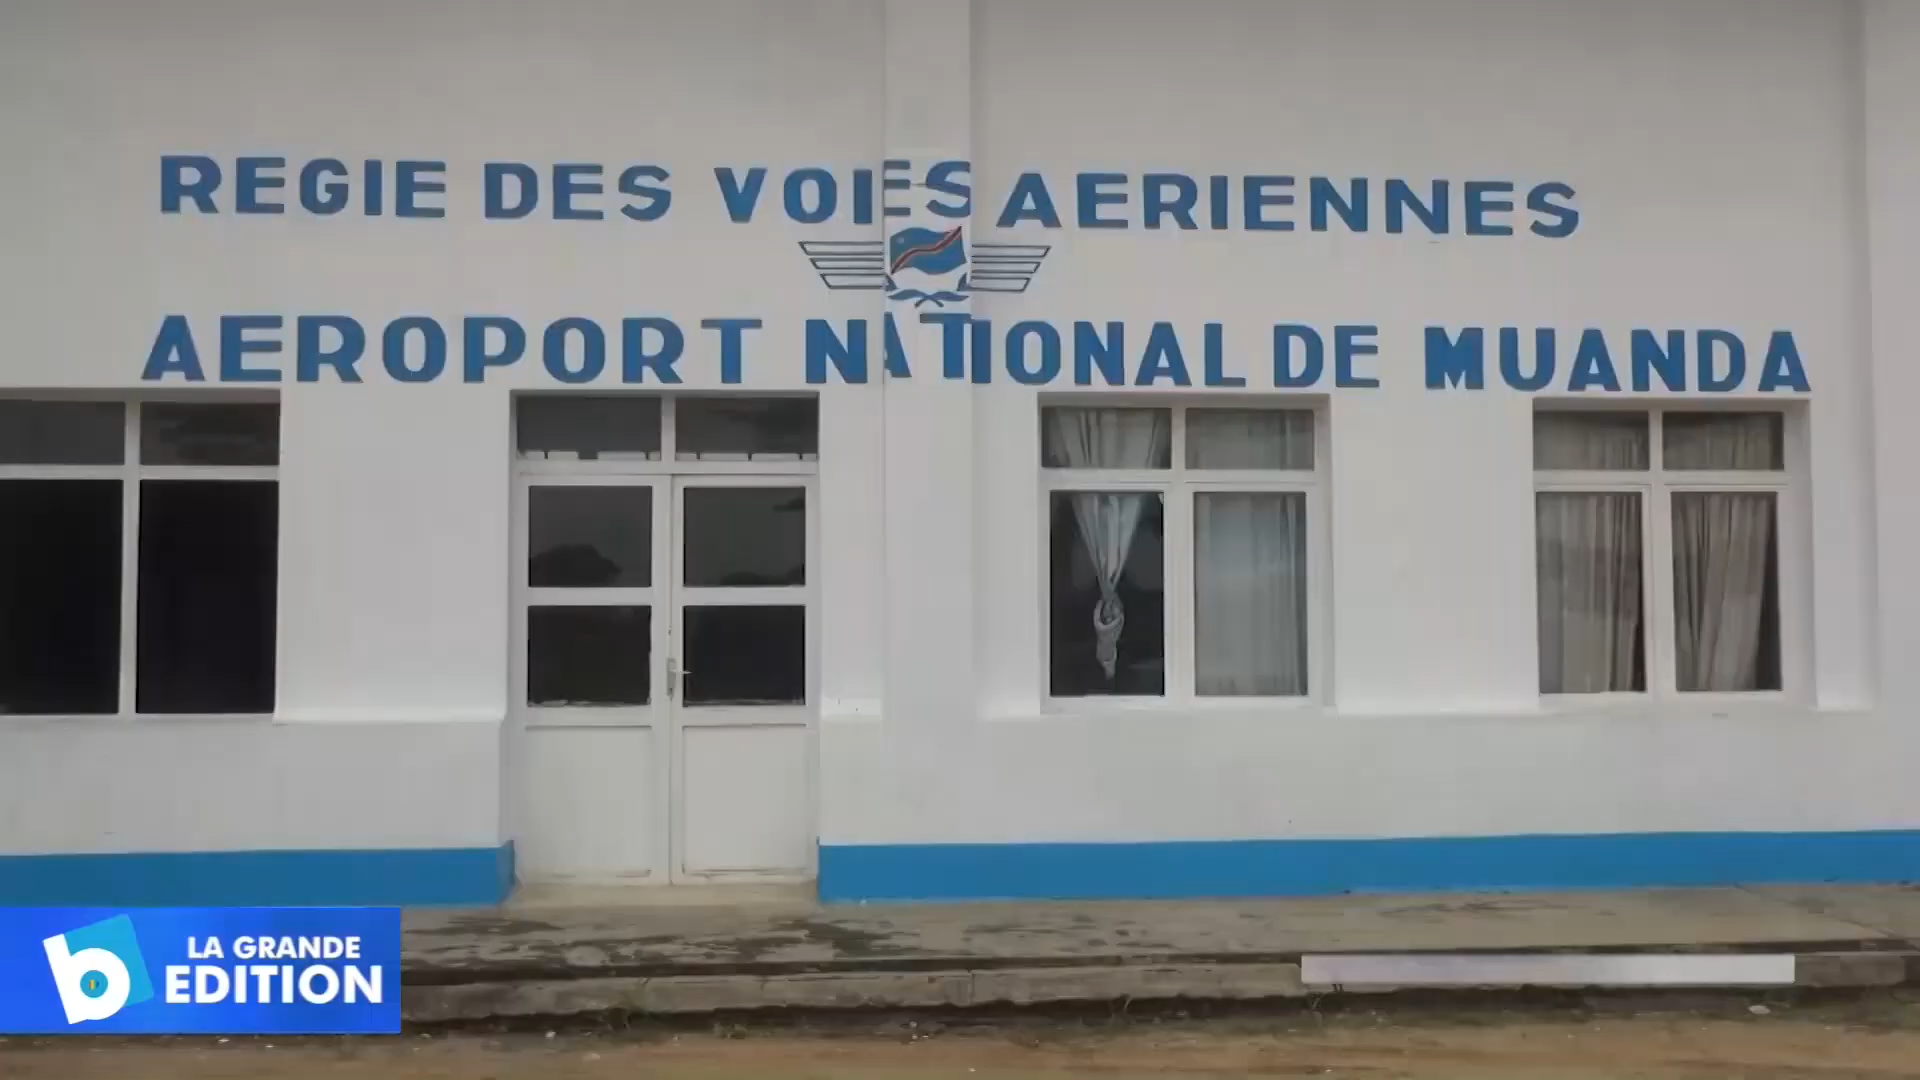 REGIE DES VOIES AERIENNES
AEROPORT NATIONAL DE MUANDA
b LA GRANDE
EDITION